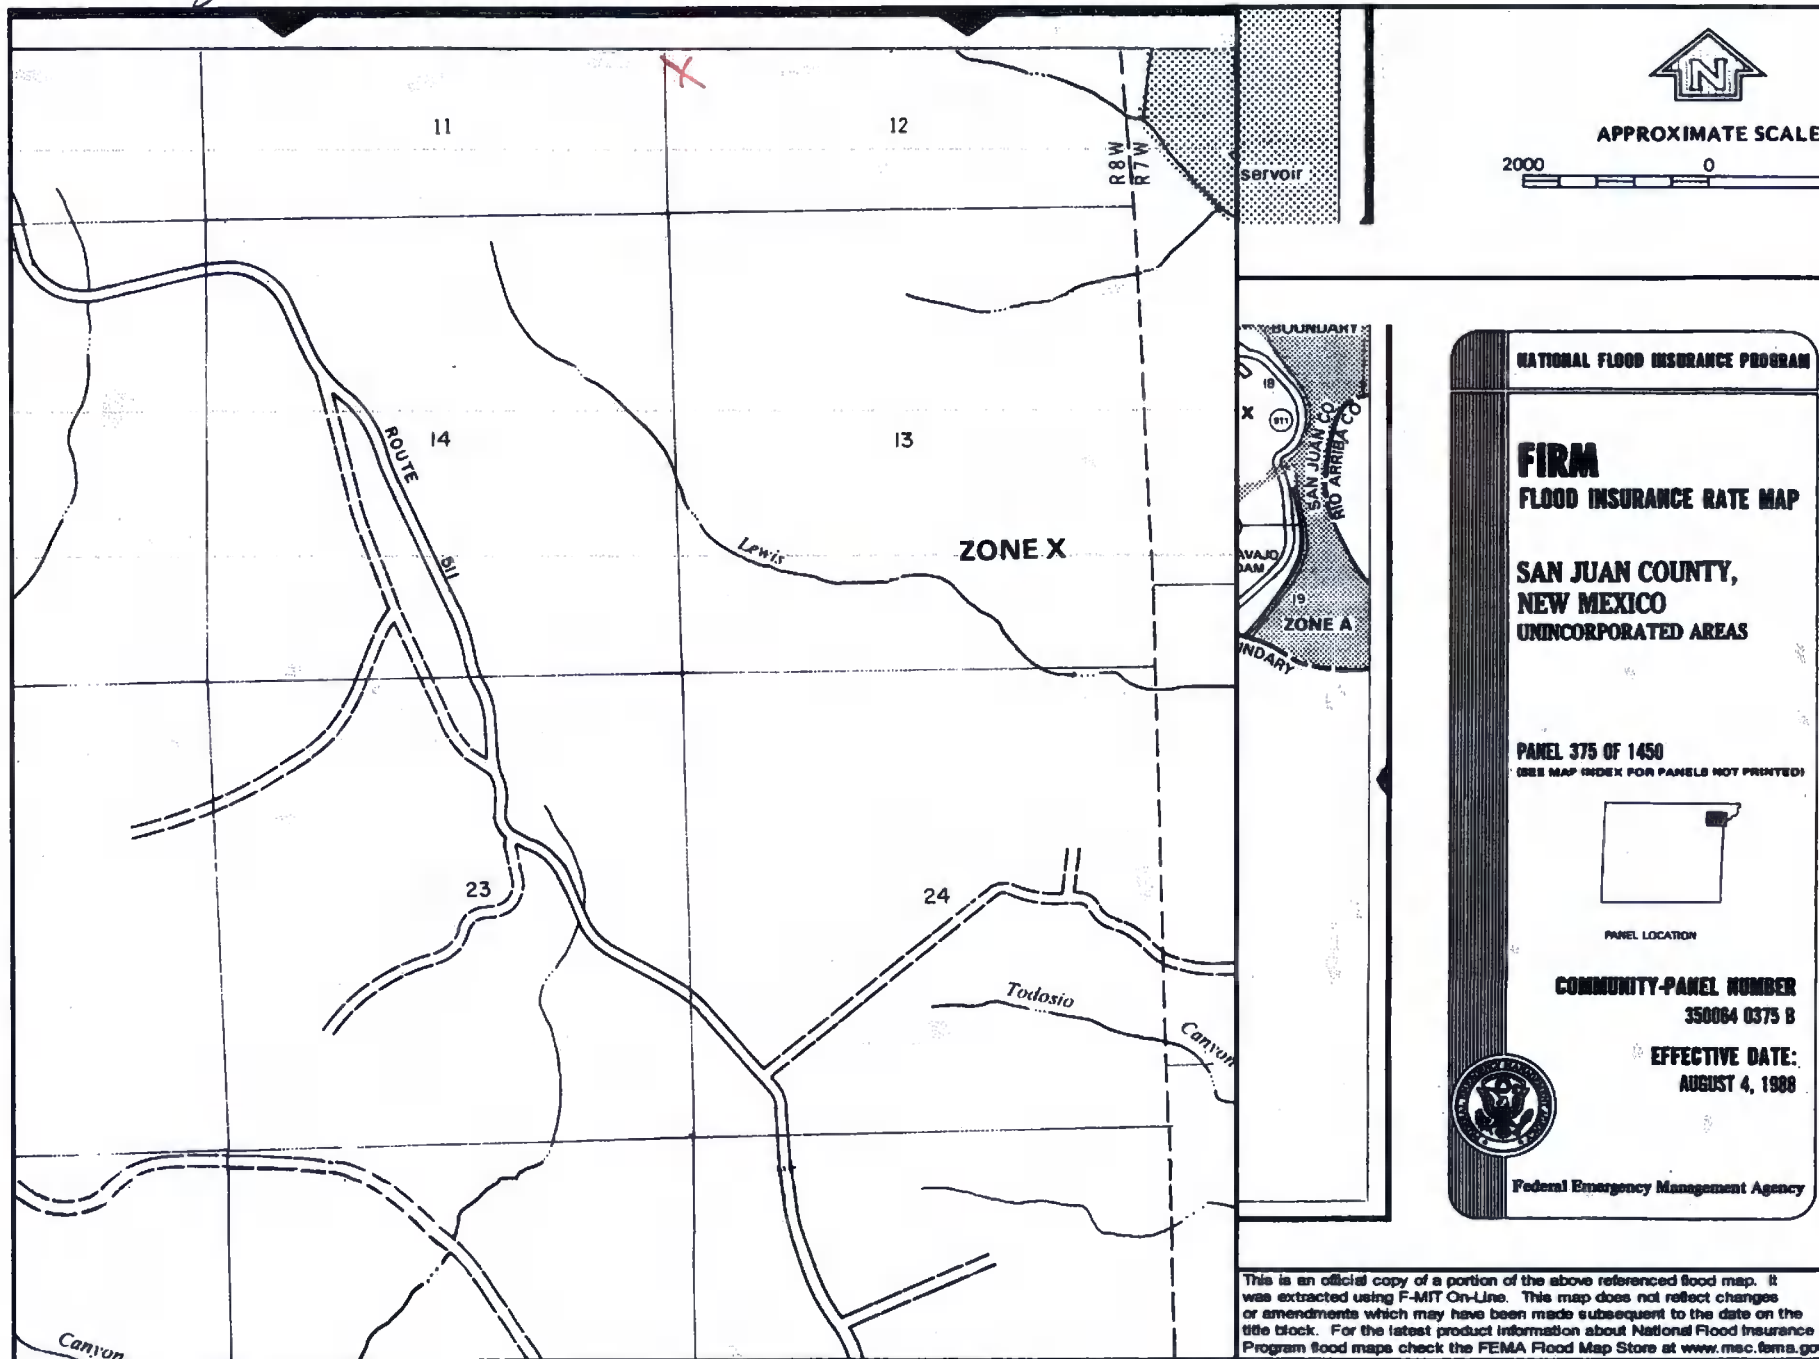 11
12
R8W
R7W
14
ROUTE
511
13
Lewis
ZONE X
23
24
Todosio
Canyon
Canyon
servoir
N
APPROXIMATE SCALE
2000 0
BOUNDARY
18
X
511
SAN JUAN CO
RIO ARRIBA CO
AVAJO
DAM
19
ZONE A
UNDARY
NATIONAL FLOOD INSURANCE PROGRAM
FIRM
FLOOD INSURANCE RATE MAP
SAN JUAN COUNTY,
NEW MEXICO
UNINCORPORATED AREAS
PANEL 375 OF 1450
(SEE MAP INDEX FOR PANELS NOT PRINTED)
PANEL LOCATION
COMMUNITY-PANEL NUMBER
350064 0375 B
EFFECTIVE DATE:
AUGUST 4, 1988
Federal Emergency Management Agency
This is an official copy of a portion of the above referenced flood map. It
was extracted using F-MIT On-Line. This map does not reflect changes
or amendments which may have been made subsequent to the date on the
title block. For the latest product information about National Flood Insurance
Program flood maps check the FEMA Flood Map Store at www.msc.fema.gov